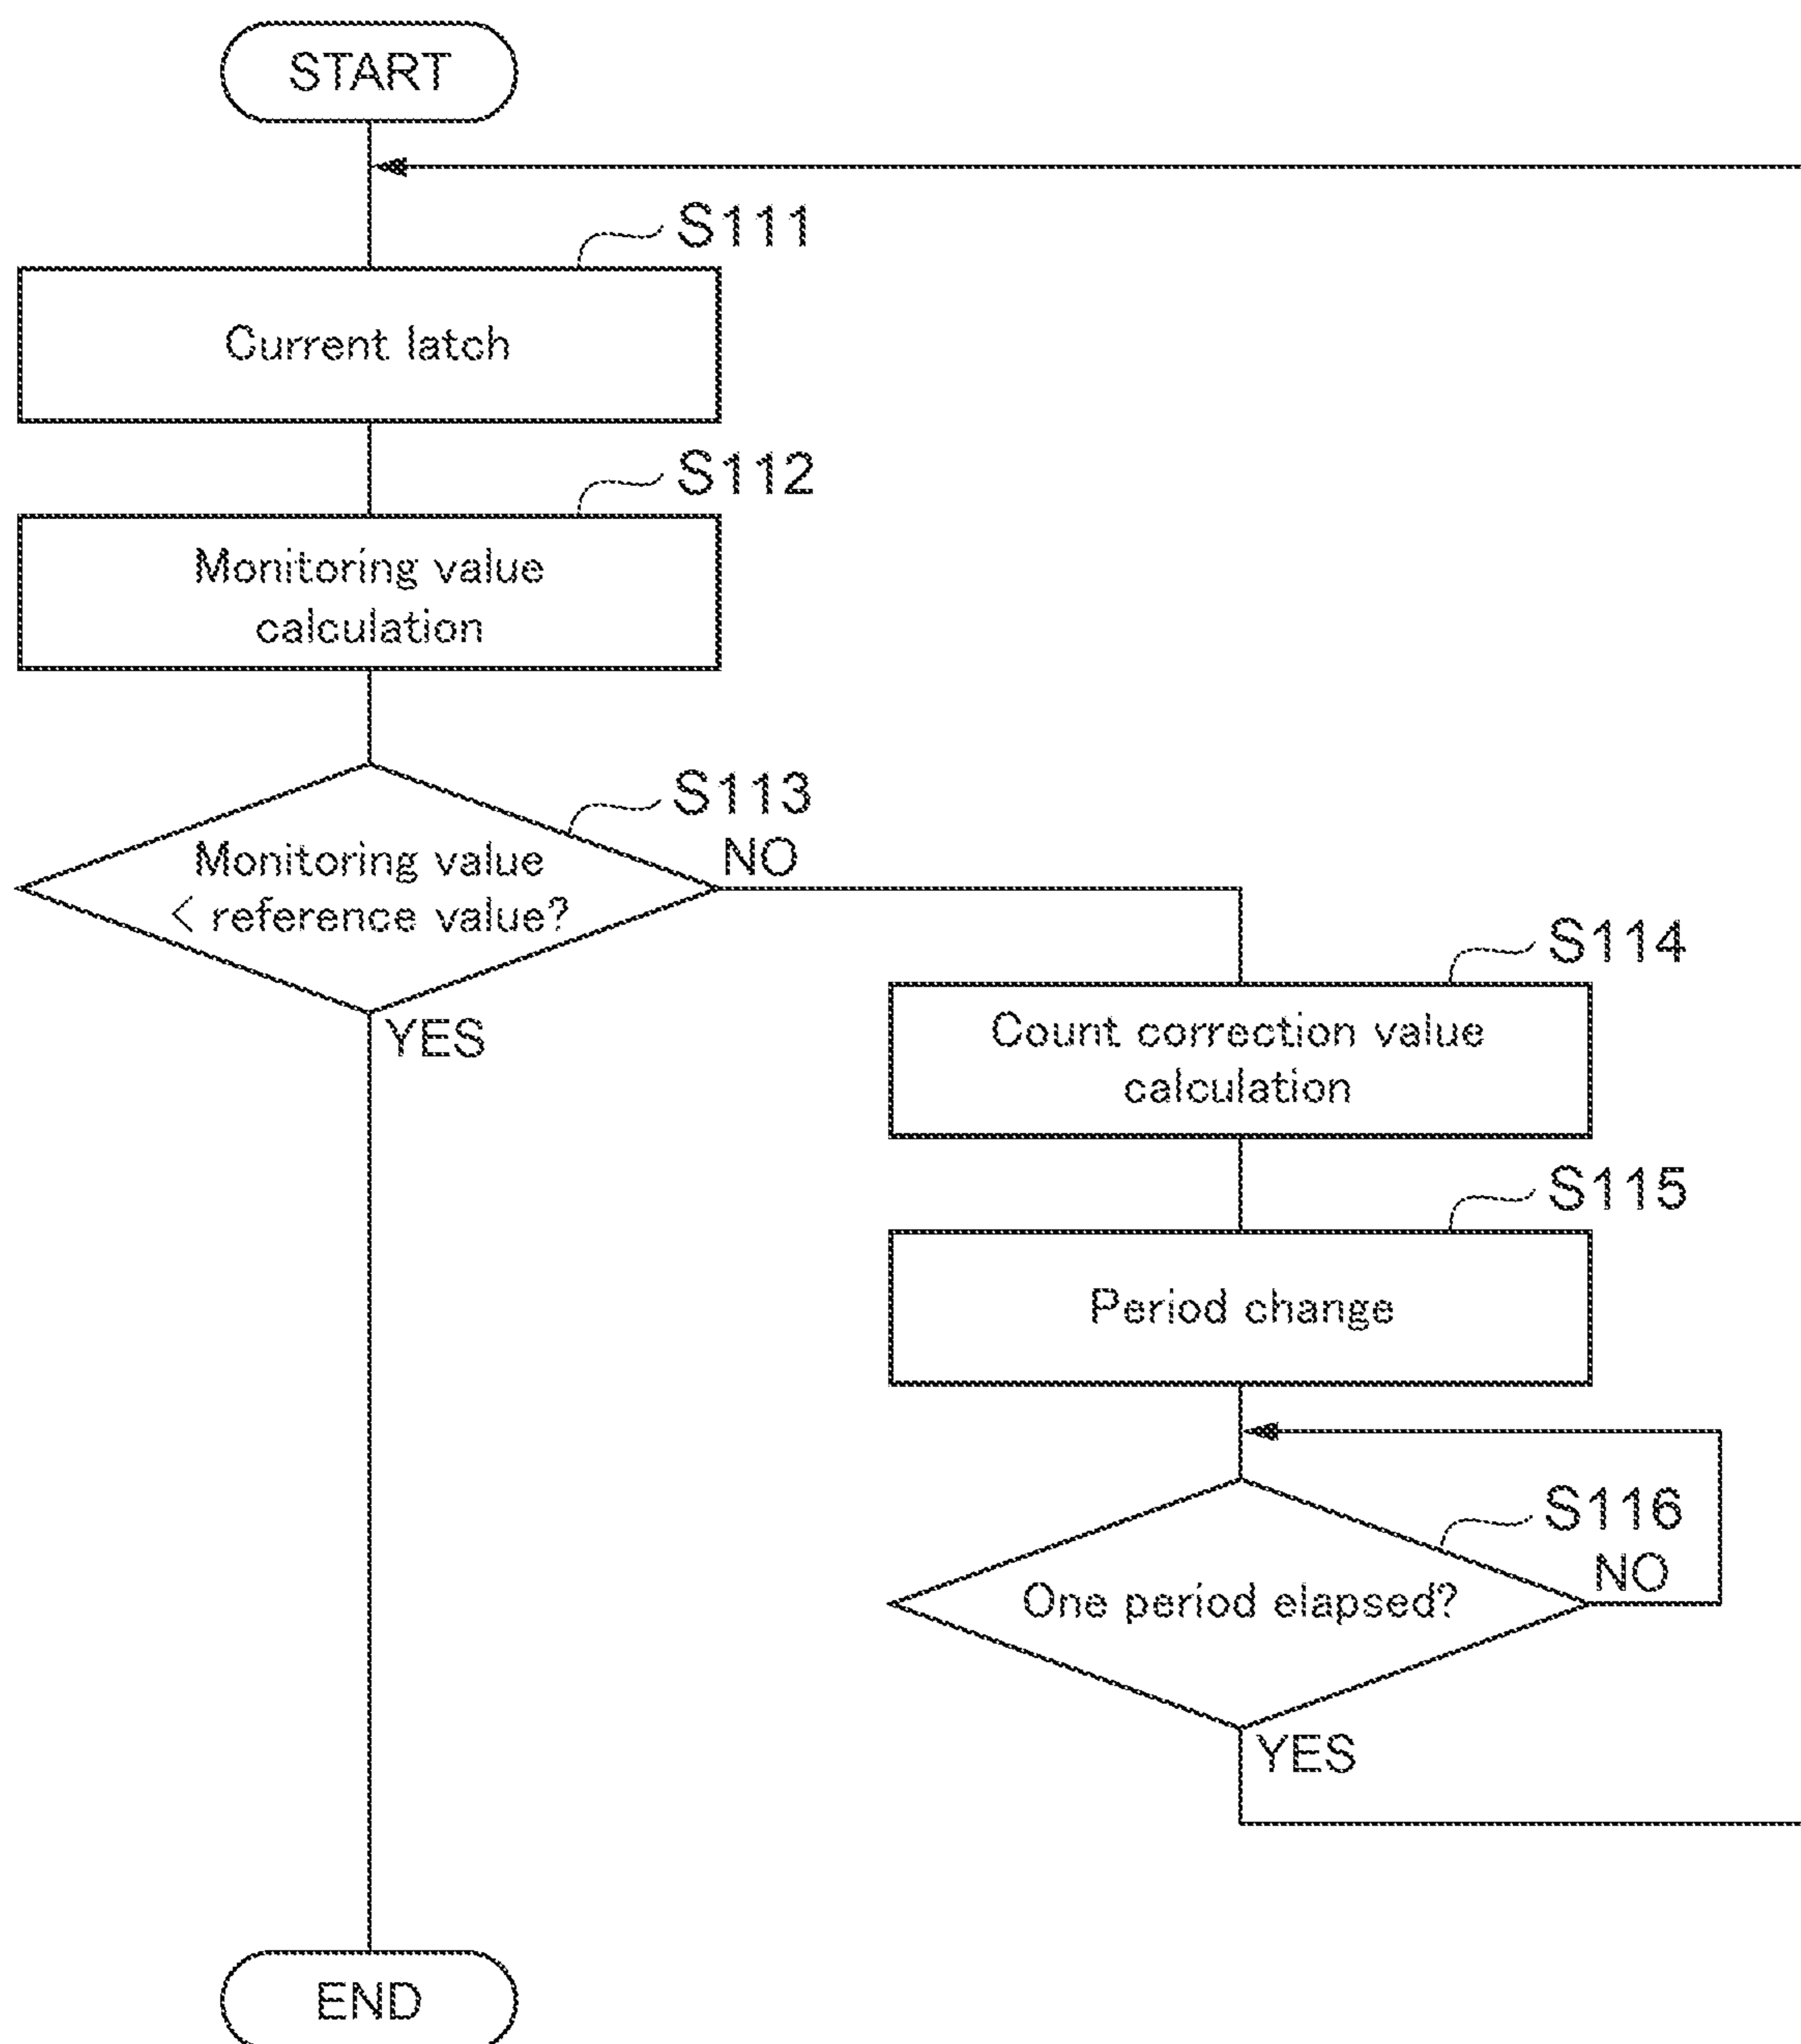 START
S111
Current latch
S112
Monitoring value
calculation
S113
Monitoring value
< reference value?
NO
YES
S114
Count correction value
calculation
S115
Period change
S116
One period elapsed?
NO
YES
END